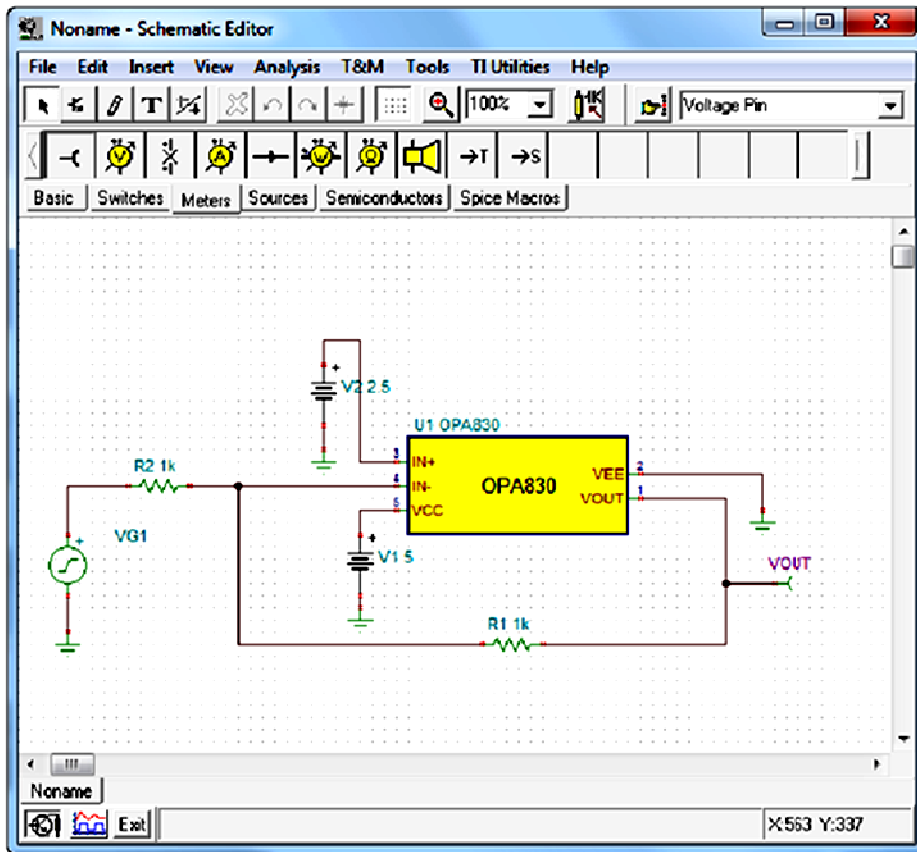 Noname - Schematic Editor
File Edit Insert View Analysis T&M Tools TI Utilities Help
T 100% Voltage Pin
V A W Ω →T →S
Basic Switches Meters Sources Semiconductors Spice Macros
V2 2.5
U1 OPA830
3 IN+
4 IN-
5 VCC
OPA830
VEE 2
VOUT 1
R2 1k
VG1
V1 5
VOUT
R1 1k
Noname
Exit X:563 Y:337